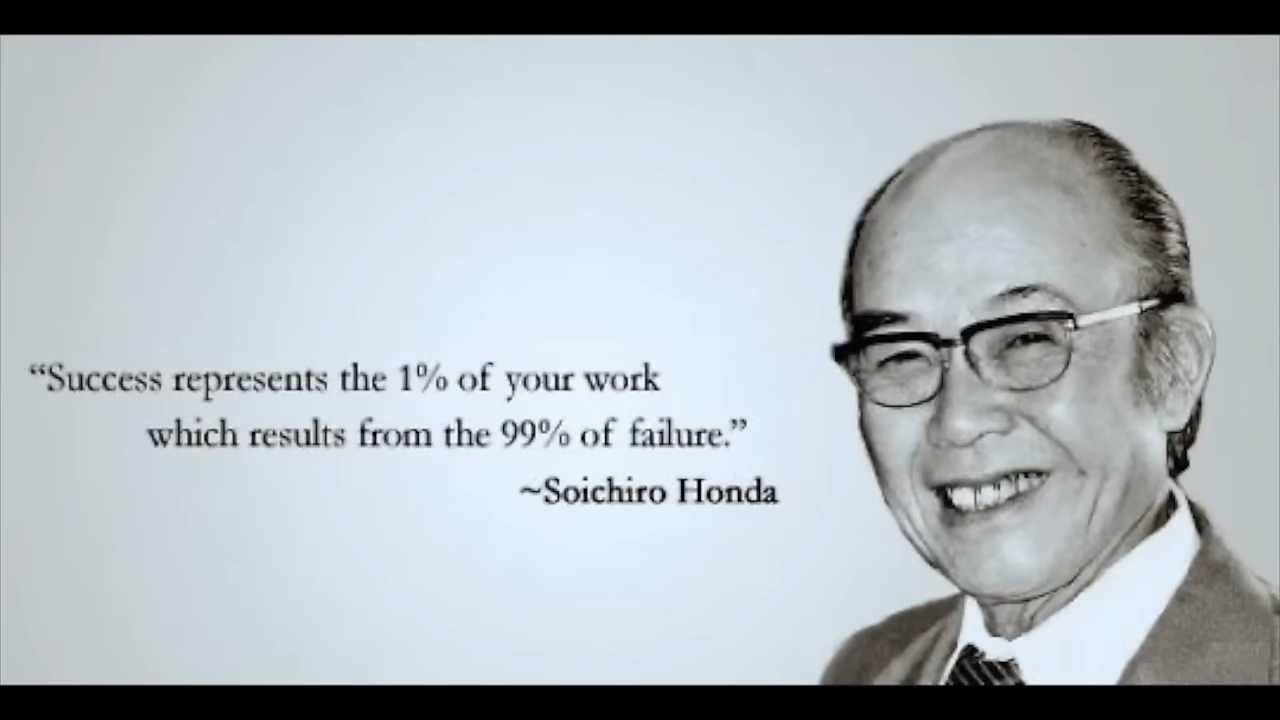 “Success represents the 1% of your work
which results from the 99% of failure.”
~Soichiro Honda